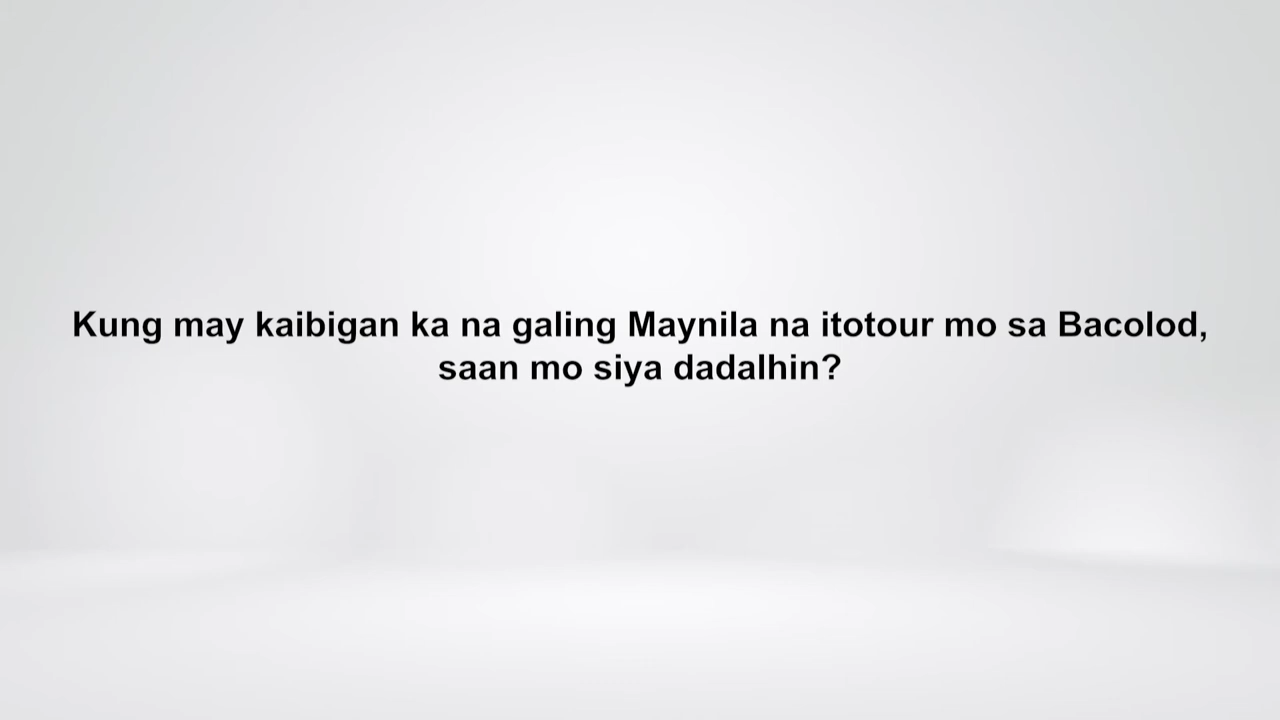 Kung may kaibigan ka na galing Maynila na itotour mo sa Bacolod,
saan mo siya dadalhin?